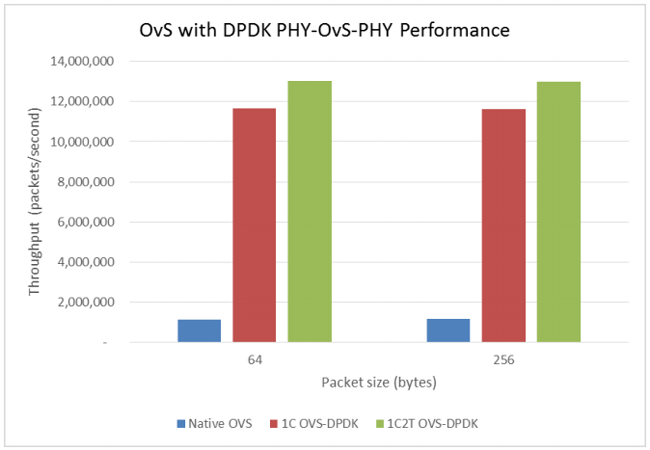 OvS with DPDK PHY-OvS-PHY Performance
Throughput (packets/second)
14,000,000
12,000,000
10,000,000
8,000,000
6,000,000
4,000,000
2,000,000
-
64 256
Packet size (bytes)
Native OVS 1C OVS-DPDK 1C2T OVS-DPDK